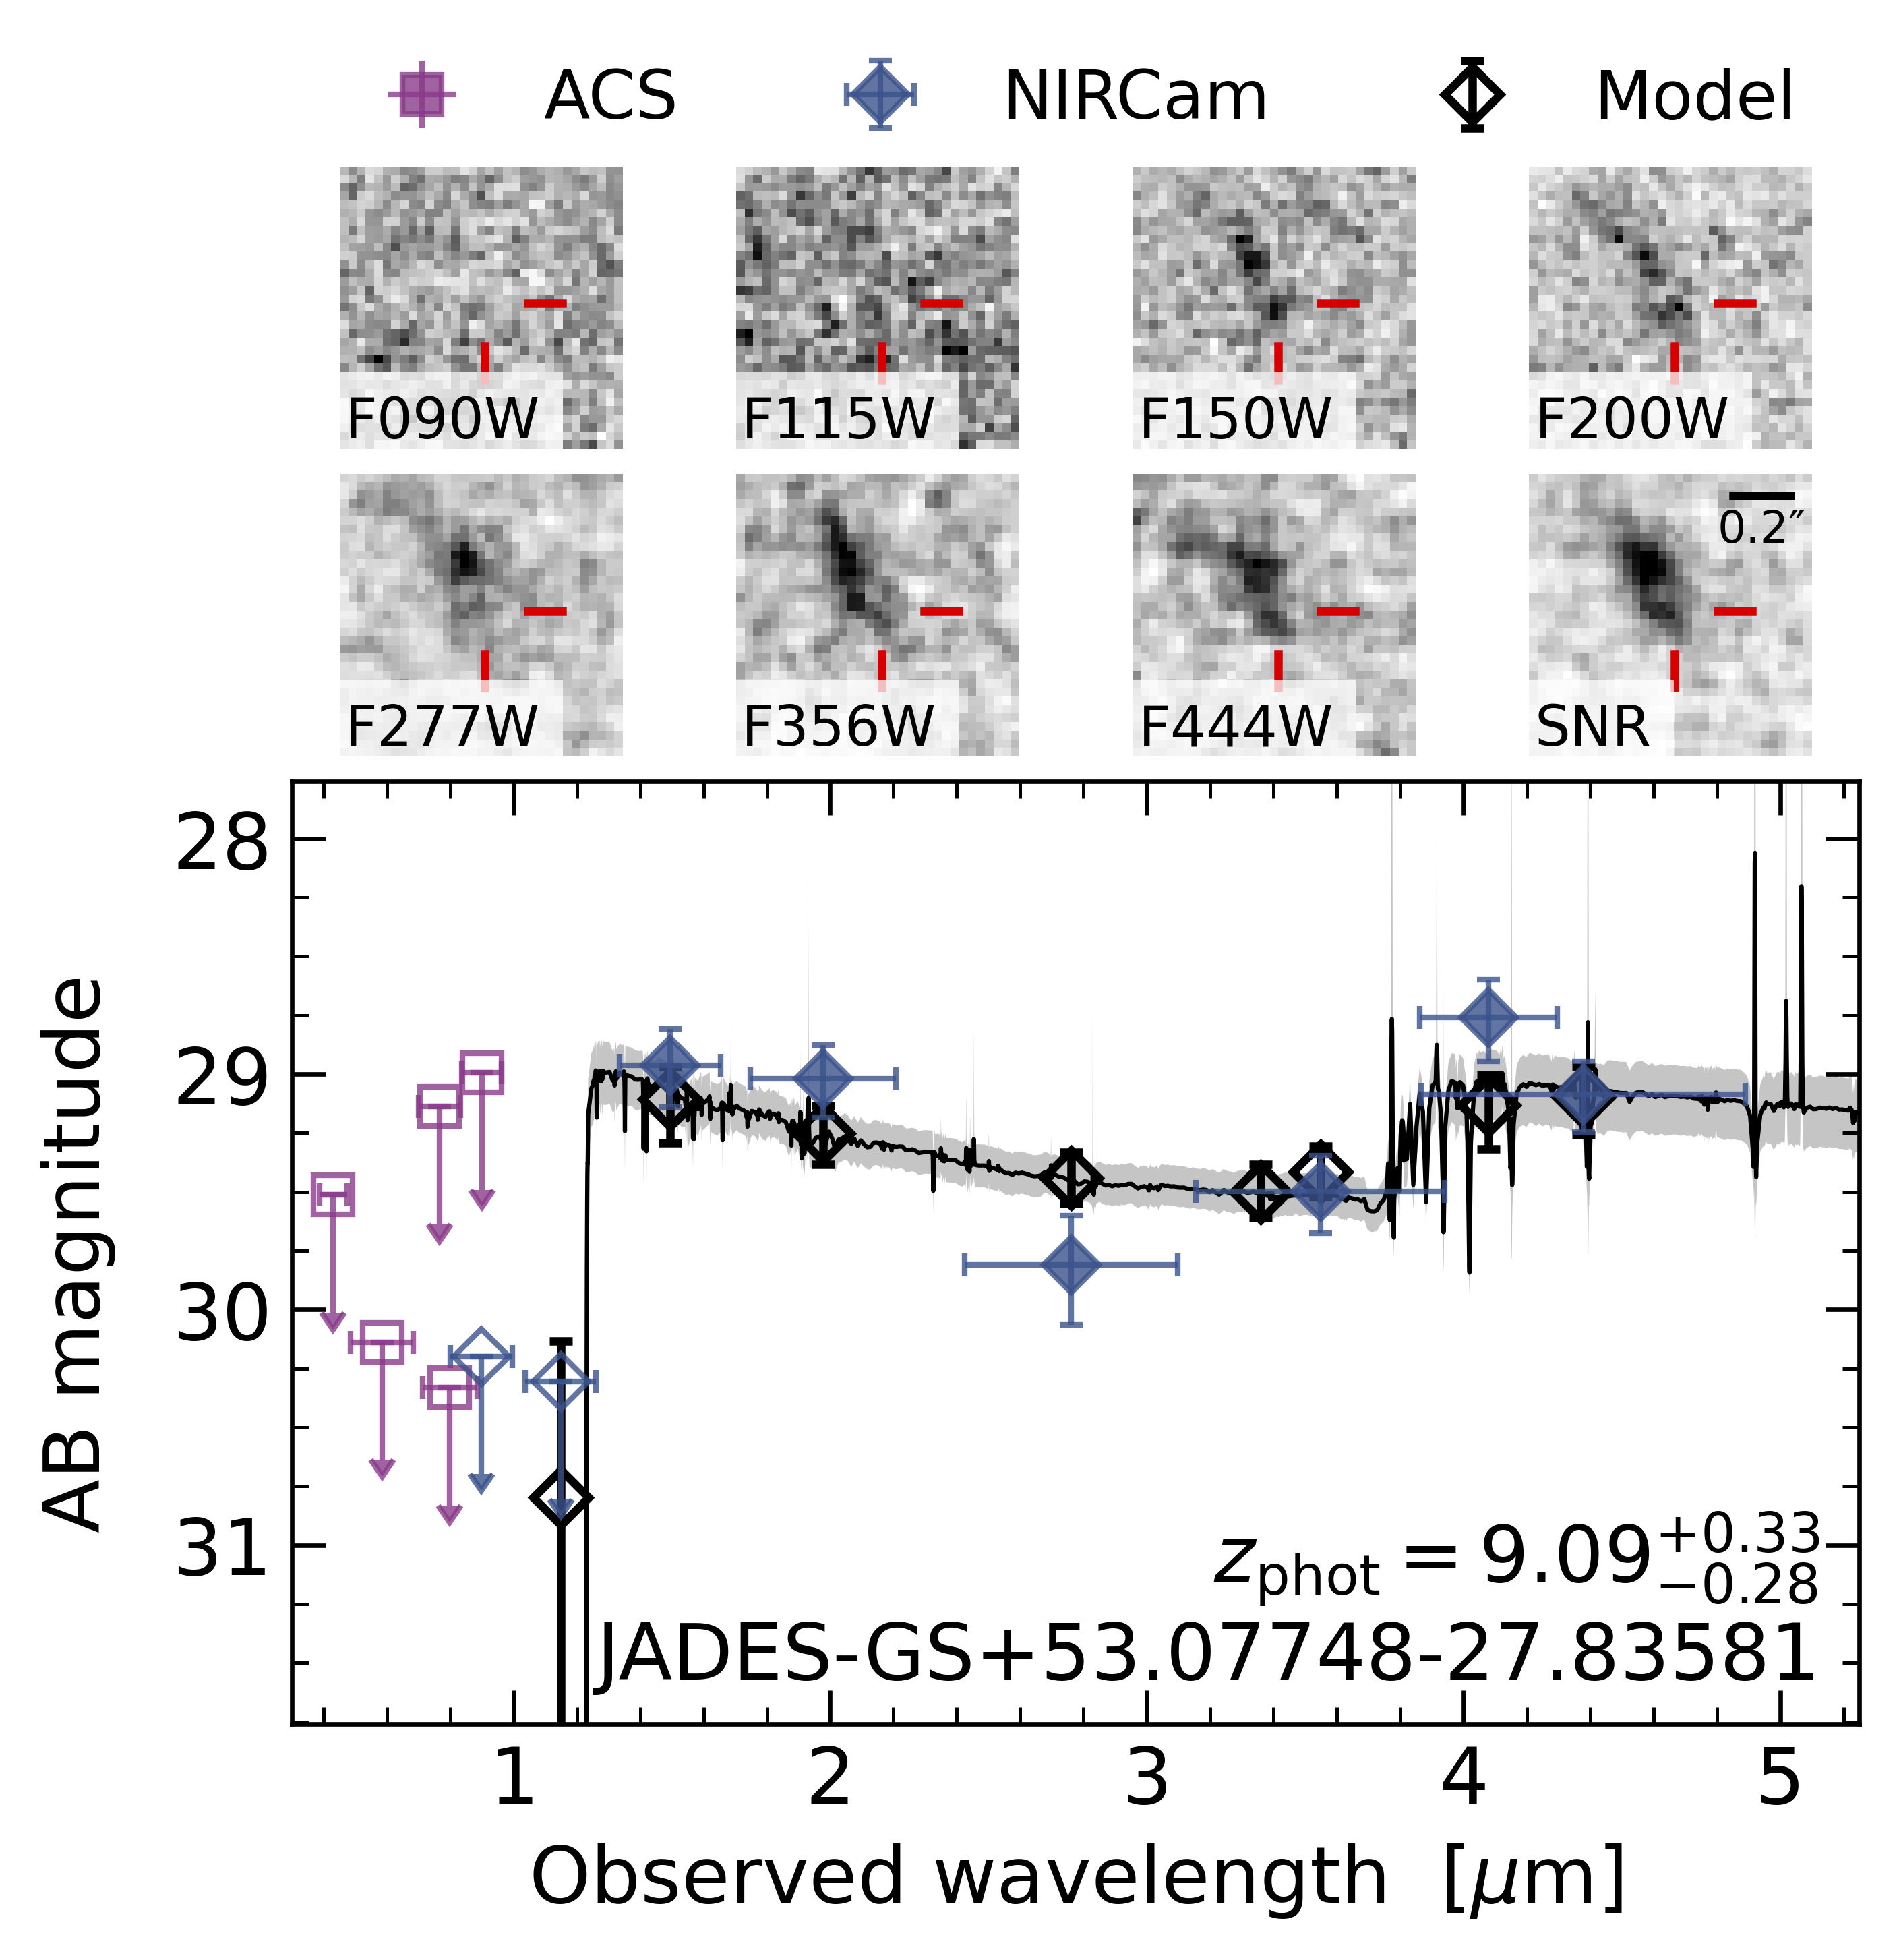 ACS NIRCam Model
F090W F115W F150W F200W
0.2″
F277W F356W F444W SNR
28
29
30
31
AB magnitude
z_phot = 9.09^{+0.33}_{−0.28}
JADES-GS+53.07748-27.83581
1 2 3 4 5
Observed wavelength [μm]